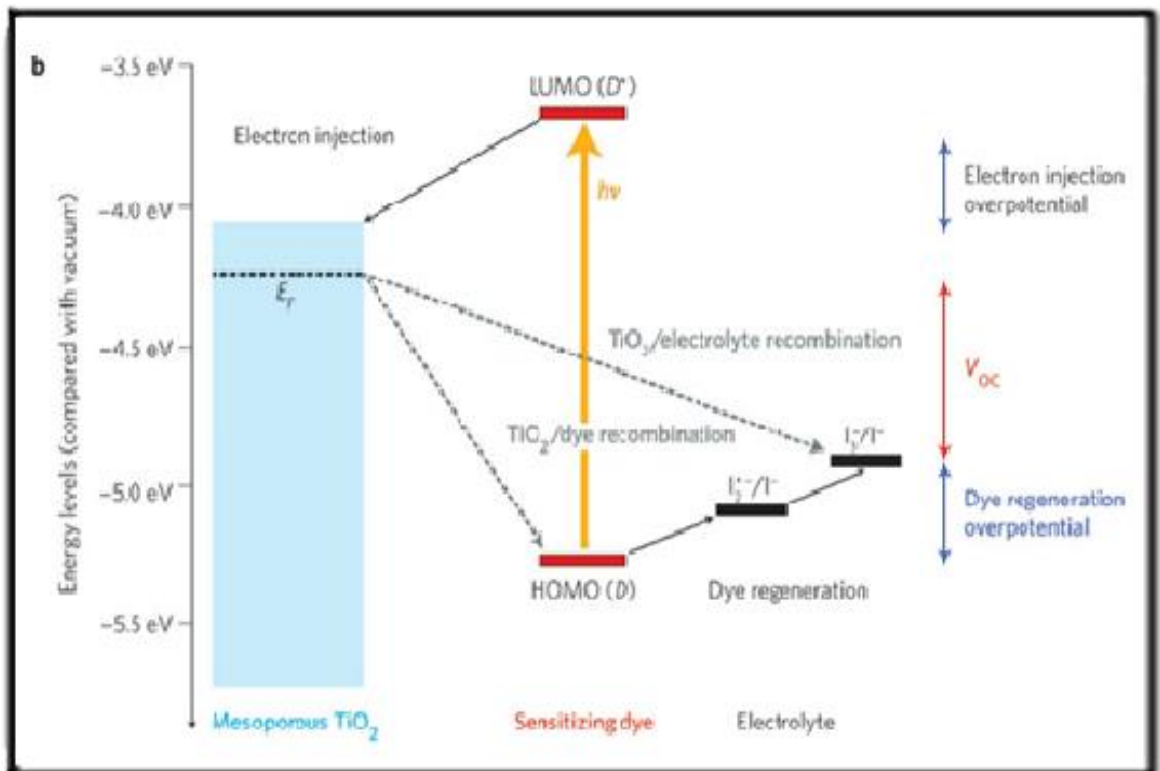 b
−3.5 eV
LUMO (D*)
Electron injection
hν
Electron injection
overpotential
−4.0 eV
Energy levels (compared with vacuum)
E_F
−4.5 eV
TiO₂/electrolyte recombination
V_OC
TiO₂/dye recombination
I₃⁻/I⁻
−5.0 eV
I₂•⁻/I⁻
Dye regeneration
overpotential
HOMO (D)
Dye regeneration
−5.5 eV
Mesoporous TiO₂
Sensitizing dye
Electrolyte